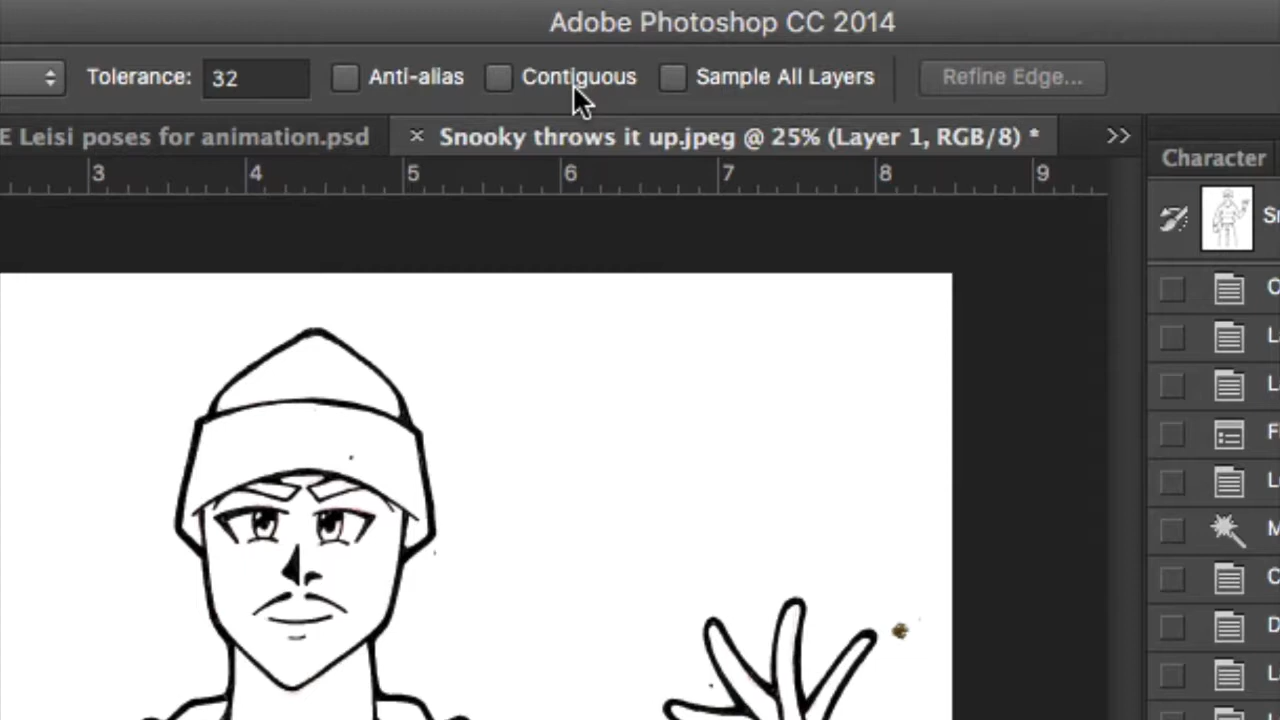 Adobe Photoshop CC 2014
Tolerance: 32 Anti-alias Contiguous Sample All Layers Refine Edge...
E Leisi poses for animation.psd × Snooky throws it up.jpeg @ 25% (Layer 1, RGB/8) * >>
Character
3 4 5 6 7 8 9